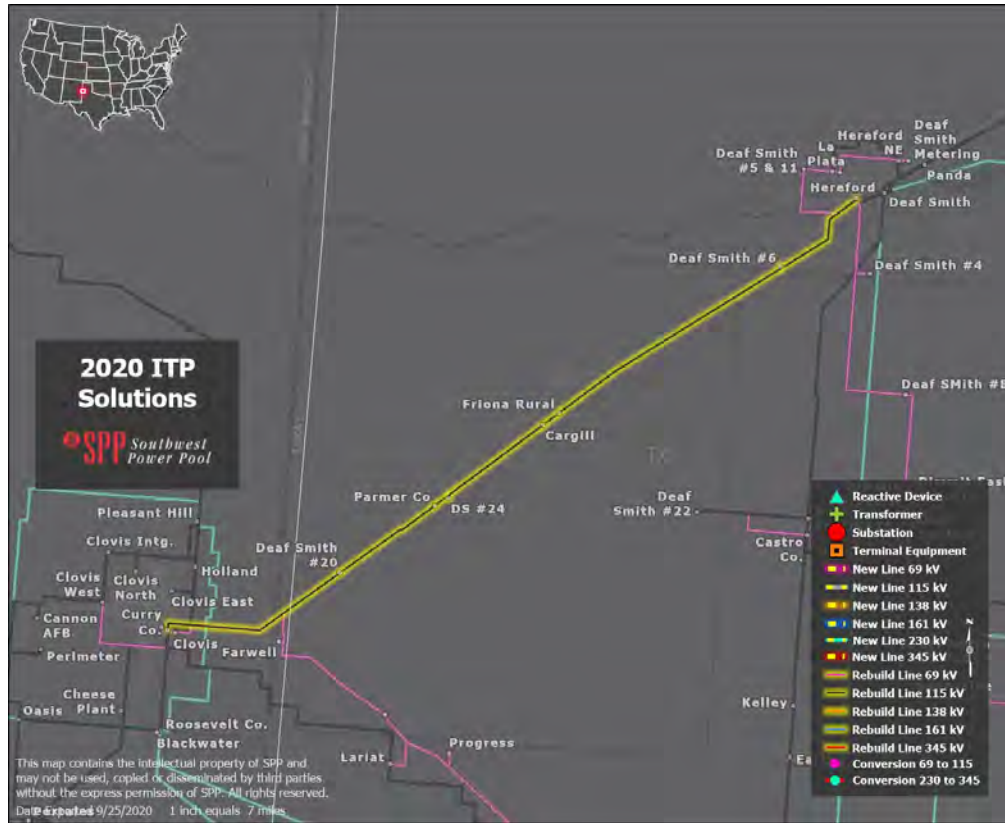 Hereford
NE
Deaf
Smith
Metering
La
Plata
Deaf Smith
#5 & 11
Panda
Hereford
Deaf Smith
Deaf Smith #6
Deaf Smith #4
2020 ITP
Solutions
SPP Southwest
Power Pool
Deaf SMith #8
Friona Rural
Cargill
TX
Parmer Co.
DS #24
Deaf
Smith #22
Castro
Co.
Pleasant Hill
Clovis Intg.
Deaf Smith
#20
Holland
Clovis
West
Clovis
North
Clovis East
Curry
Co.
Cannon
AFB
Clovis
Farwell
Perimeter
Cheese
Plant
Oasis
Roosevelt Co.
Blackwater
Kelley
Lariat
Progress
Portales
Reactive Device
Transformer
Substation
Terminal Equipment
New Line 69 kV
New Line 115 kV
New Line 138 kV
New Line 161 kV
New Line 230 kV
New Line 345 kV
Rebuild Line 69 kV
Rebuild Line 115 kV
Rebuild Line 138 kV
Rebuild Line 161 kV
Rebuild Line 345 kV
Conversion 69 to 115
Conversion 230 to 345
N
This map contains the intellectual property of SPP and
may not be used, copied or disseminated by third parties
without the express permission of SPP. All rights reserved.
Date Exported 9/25/2020 1 inch equals 7 miles